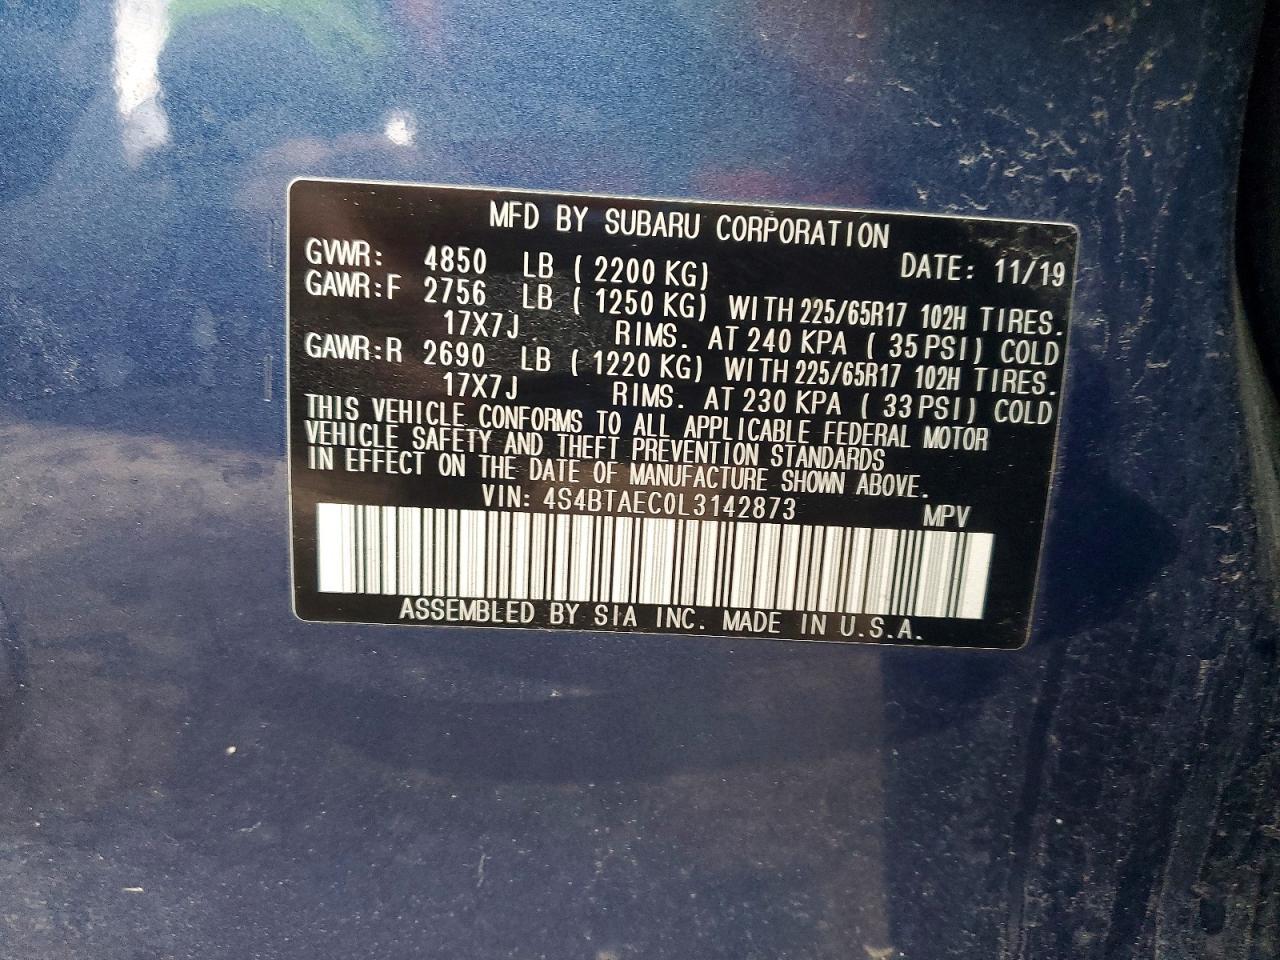 MFD BY SUBARU CORPORATION
GVWR: 4850 LB ( 2200 KG) DATE: 11/19
GAWR:F 2756 LB ( 1250 KG) WITH 225/65R17 102H TIRES.
17X7J RIMS. AT 240 KPA ( 35 PSI) COLD
GAWR:R 2690 LB ( 1220 KG) WITH 225/65R17 102H TIRES.
17X7J RIMS. AT 230 KPA ( 33 PSI) COLD
THIS VEHICLE CONFORMS TO ALL APPLICABLE FEDERAL MOTOR
VEHICLE SAFETY AND THEFT PREVENTION STANDARDS
IN EFFECT ON THE DATE OF MANUFACTURE SHOWN ABOVE.
VIN: 4S4BTAEC0L3142873 MPV
ASSEMBLED BY SIA INC. MADE IN U.S.A.